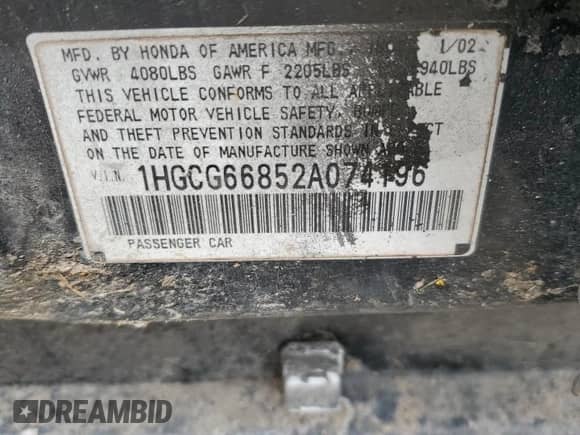 MFD. BY HONDA OF AMERICA MFG. 1/02
GVWR 4080LBS GAWR F 2205LBS 940LBS
THIS VEHICLE CONFORMS TO ALL
FEDERAL MOTOR VEHICLE SAFETY,
AND THEFT PREVENTION STANDARDS IN
ON THE DATE OF MANUFACTURE SHOWN
V.I.N. 1HGCG66852A074196
PASSENGER CAR
DREAMBID